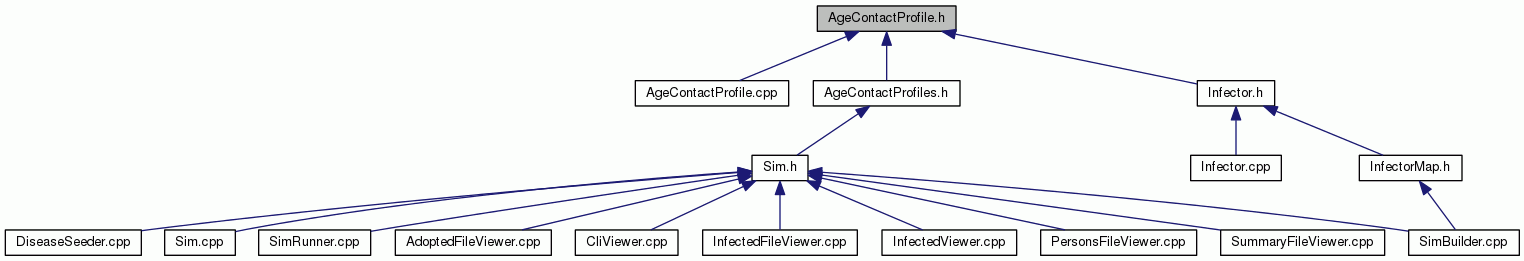 AgeContactProfile.h
AgeContactProfile.cpp
AgeContactProfiles.h
Infector.h
Sim.h
Infector.cpp
InfectorMap.h
DiseaseSeeder.cpp
Sim.cpp
SimRunner.cpp
AdoptedFileViewer.cpp
CliViewer.cpp
InfectedFileViewer.cpp
InfectedViewer.cpp
PersonsFileViewer.cpp
SummaryFileViewer.cpp
SimBuilder.cpp